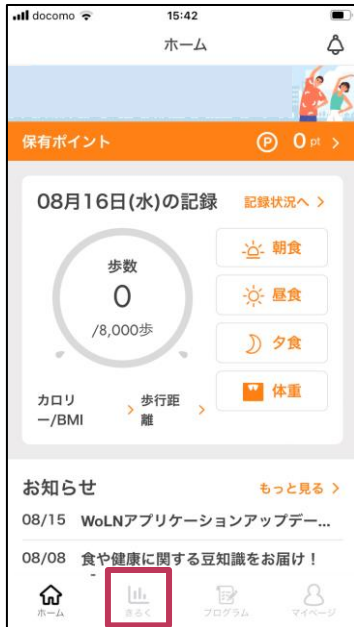 docomo 15:42
ホーム
保有ポイント P 0 pt >
08月16日(水)の記録 記録状況へ >
歩数
0
/8,000歩
朝食
昼食
夕食
体重
カロリ
ー/BMI >
歩行距
離 >
お知らせ もっと見る >
08/15 WoLNアプリケーションアップデー...
08/08 食や健康に関する豆知識をお届け！
ホーム きろく プログラム マイページ